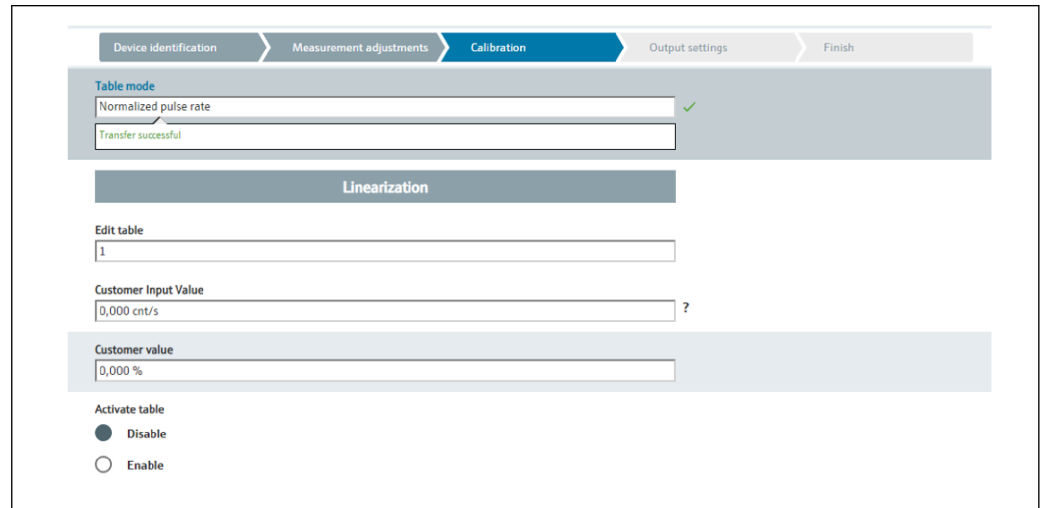 Device identification
Measurement adjustments
Calibration
Output settings
Finish
Table mode
Normalized pulse rate
Transfer successful
Linearization
Edit table
1
Customer Input Value
0,000 cnt/s
?
Customer value
0,000 %
Activate table
Disable
Enable